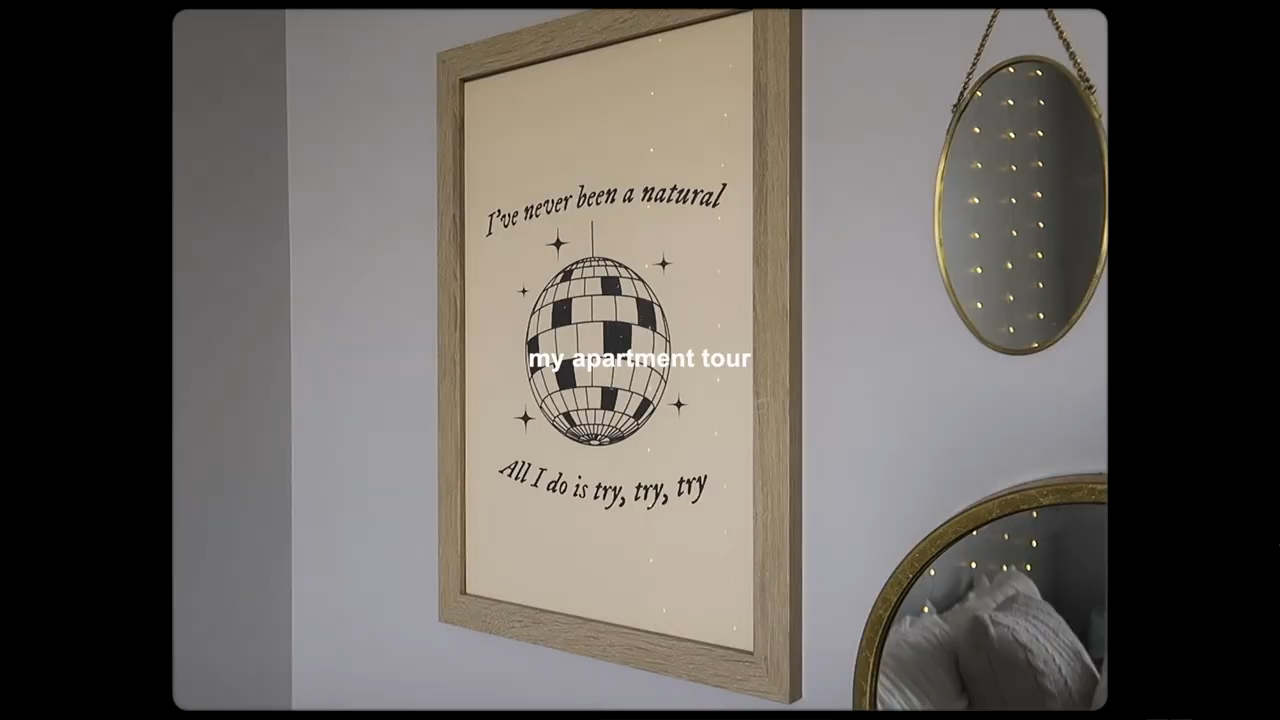 I've never been a natural
my apartment tour
All I do is try, try, try